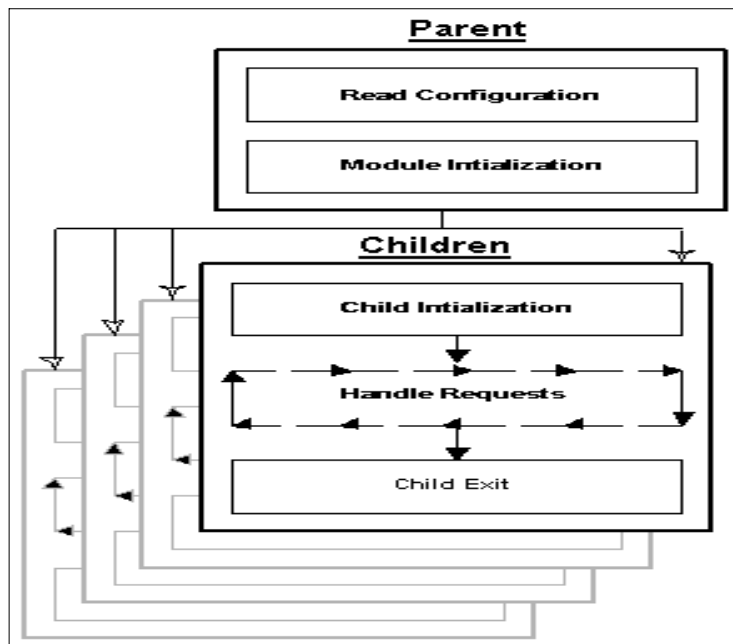 Parent
Read Configuration
Module Intialization
Children
Child Intialization
Handle Requests
Child Exit